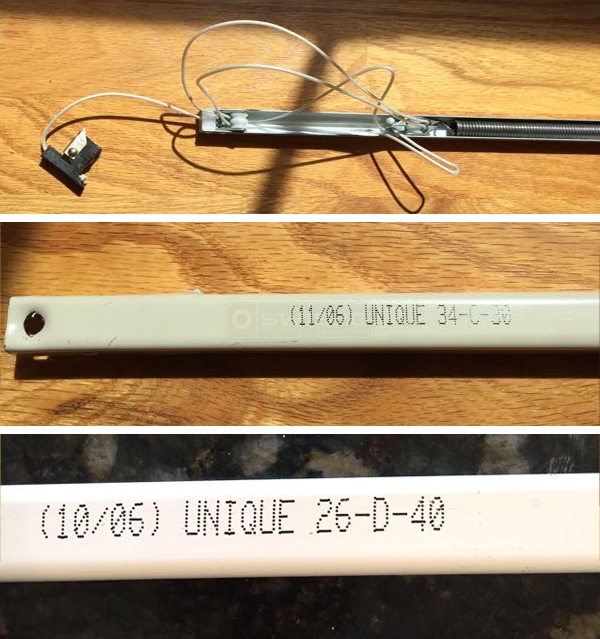 (11/06) UNIQUE 34-C-30
(10/06) UNIQUE 26-D-40